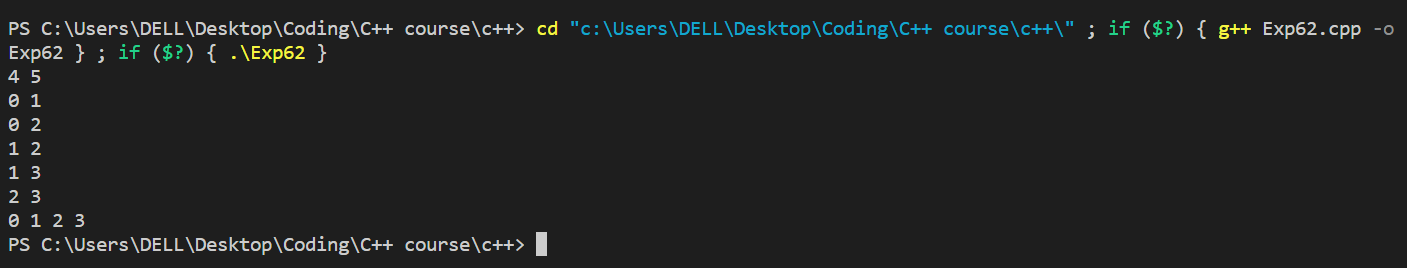 PS C:\Users\DELL\Desktop\Coding\C++ course\c++> cd "c:\Users\DELL\Desktop\Coding\C++ course\c++\" ; if ($?) { g++ Exp62.cpp -o
Exp62 } ; if ($?) { .\Exp62 }
4 5
0 1
0 2
1 2
1 3
2 3
0 1 2 3
PS C:\Users\DELL\Desktop\Coding\C++ course\c++>